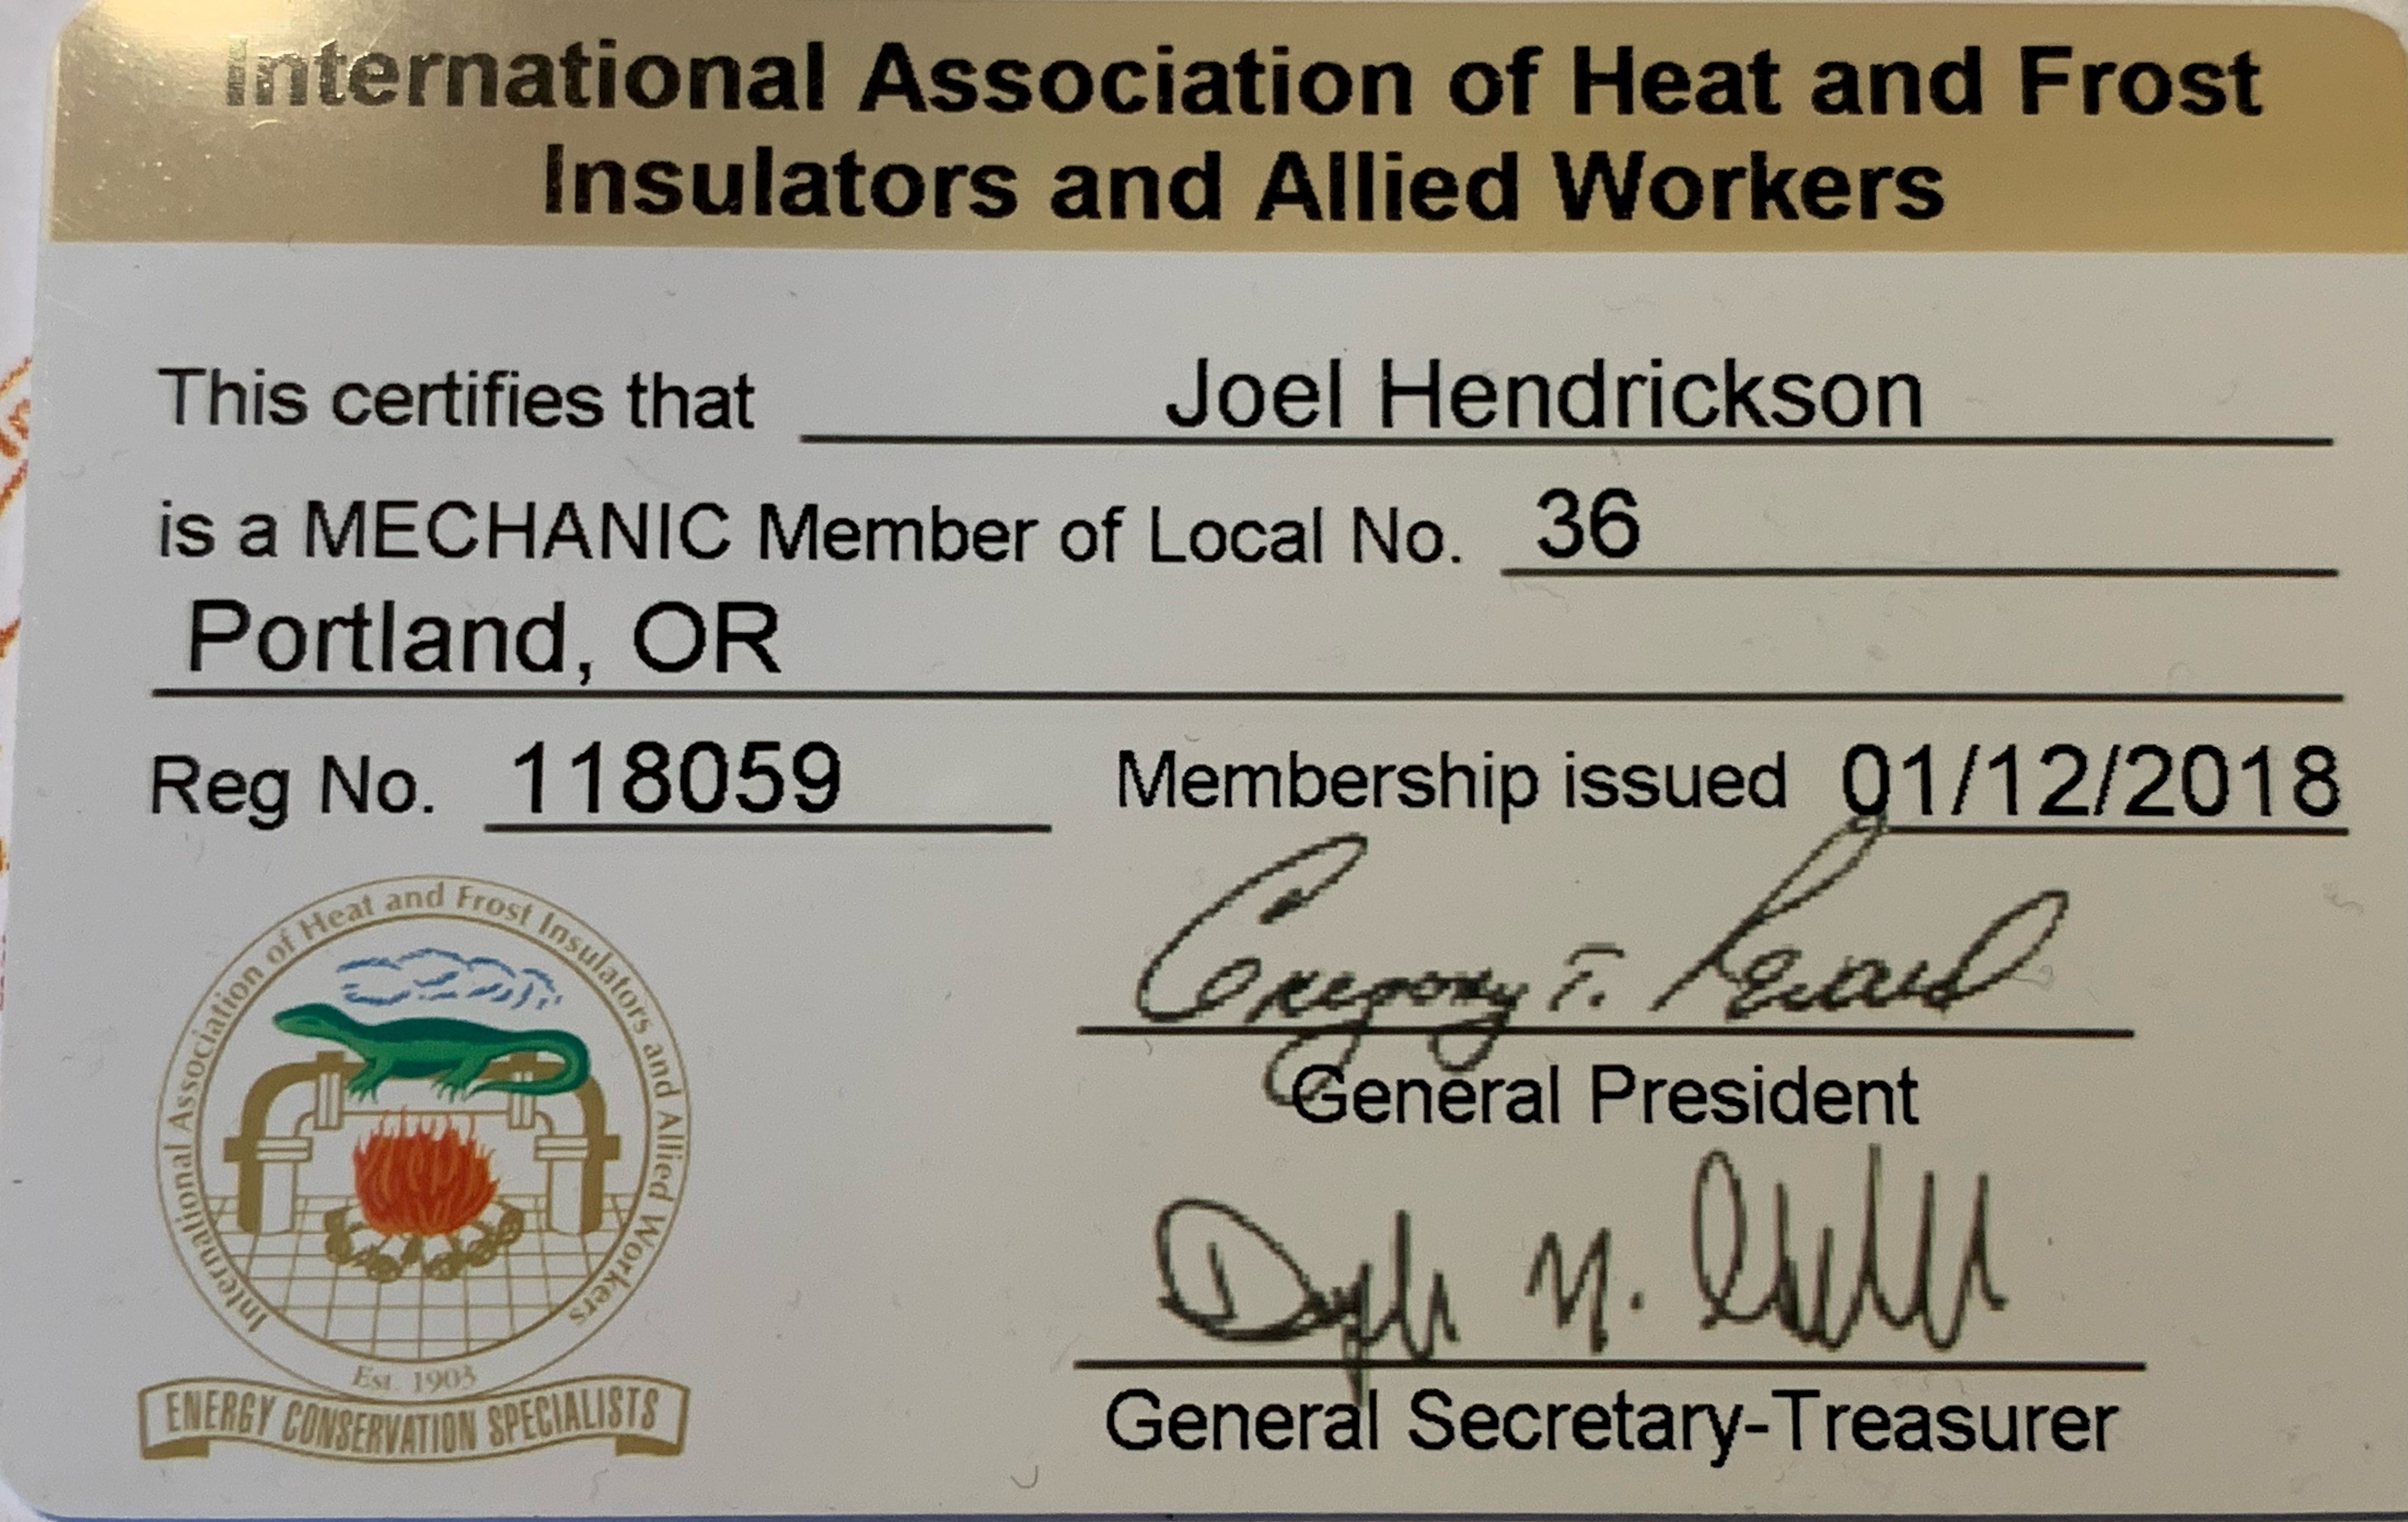 International Association of Heat and Frost
Insulators and Allied Workers
This certifies that Joel Hendrickson
is a MECHANIC Member of Local No. 36
Portland, OR
Reg No. 118059 Membership issued 01/12/2018
Gregory T. Revard
General President
General Secretary-Treasurer
International Association of Heat and Frost Insulators and Allied Workers
Est. 1903
ENERGY CONSERVATION SPECIALISTS